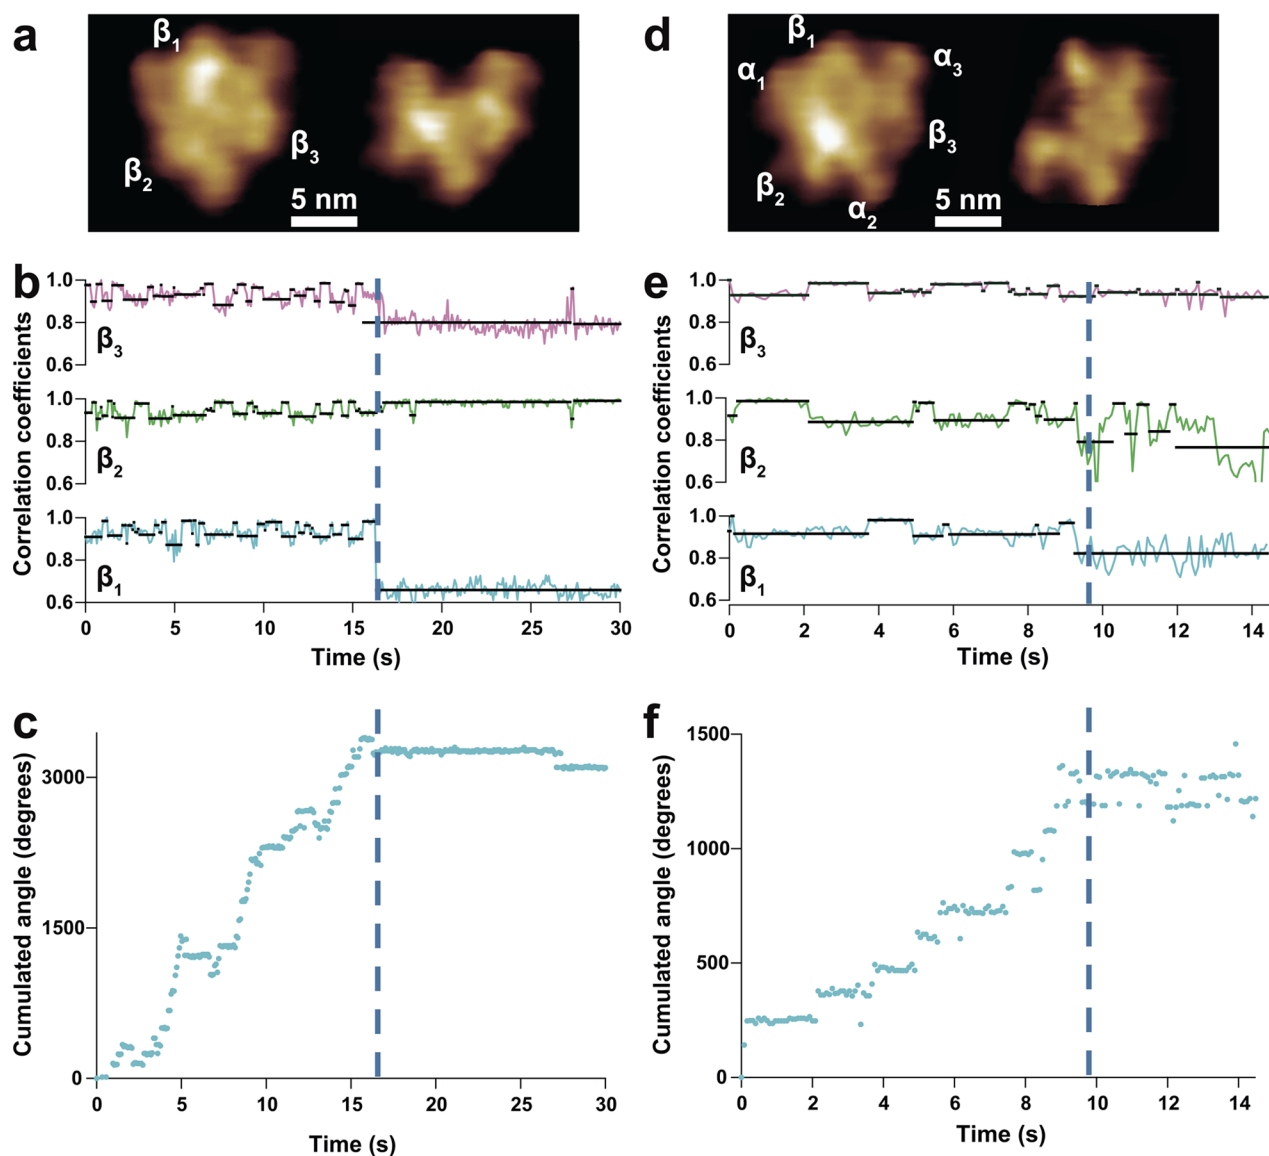 a
β1
β2
β3
5 nm
d
β1
α1
α3
β3
β2
α2
5 nm
b
Correlation coefficients
1.0
0.8
0.6
β3
1.0
0.8
0.6
β2
1.0
0.8
0.6
β1
0 5 10 15 20 25 30
Time (s)
e
Correlation coefficients
1.0
0.8
0.6
β3
1.0
0.8
0.6
β2
1.0
0.8
0.6
β1
0 2 4 6 8 10 12 14
Time (s)
c
Cumulated angle (degrees)
3000
1500
0
0 5 10 15 20 25 30
Time (s)
f
Cumulated angle (degrees)
1500
1000
500
0
0 2 4 6 8 10 12 14
Time (s)